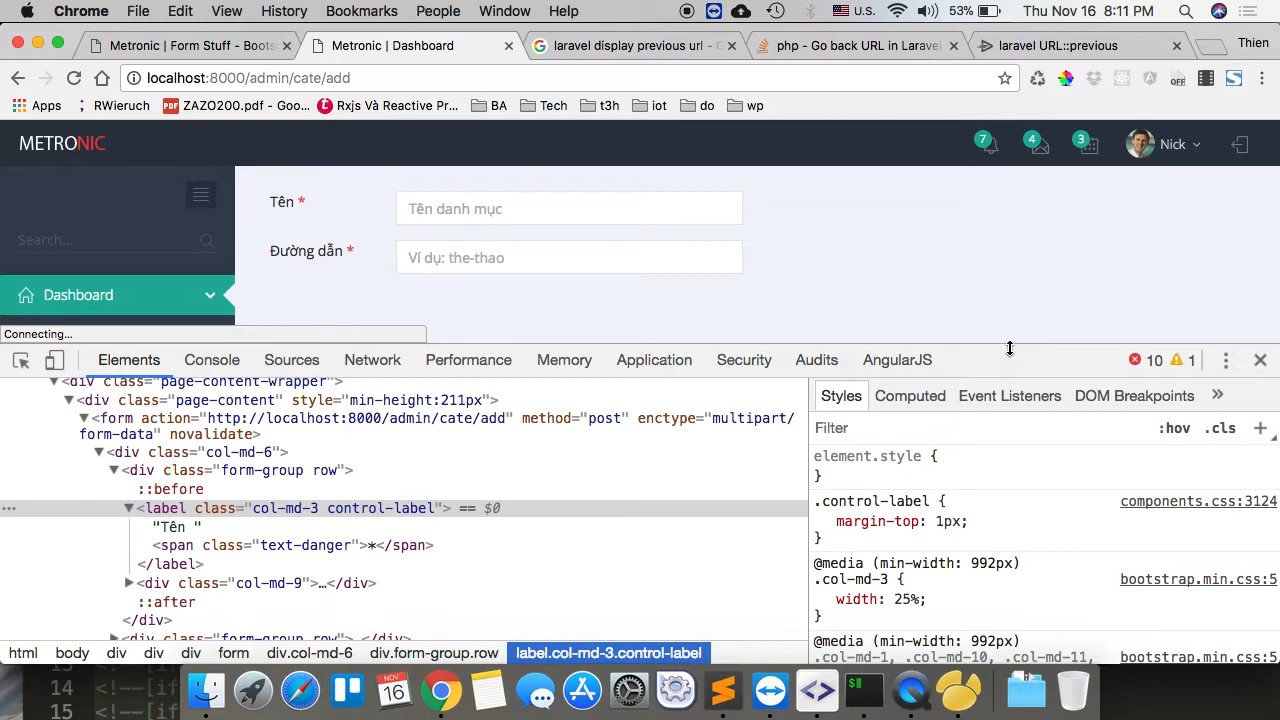 Chrome File Edit View History Bookmarks People Window Help U.S. 53% Thu Nov 16 8:11 PM
Metronic | Form Stuff - Boots
Metronic | Dashboard
laravel display previous url - G
php - Go back URL in Laravel
laravel URL::previous
Thien
localhost:8000/admin/cate/add
OFF
Apps RWieruch ZAZO200.pdf - Goo... Rxjs Và Reactive Pr... BA Tech t3h iot do wp
METRONIC 7 4 3 Nick
Tên *
Tên danh mục
Search...
Đường dẫn *
Ví dụ: the-thao
Dashboard
Connecting...
Elements Console Sources Network Performance Memory Application Security Audits AngularJS 10 1
<div class="page-content-wrapper">
<div class="page-content" style="min-height:211px">
<form action="http://localhost:8000/admin/cate/add" method="post" enctype="multipart/
form-data" novalidate>
<div class="col-md-6">
<div class="form-group row">
::before
... <label class="col-md-3 control-label"> == $0
"Tên "
<span class="text-danger">*</span>
</label>
<div class="col-md-9">…</div>
::after
</div>
<div class="form-group row">…</div>
html body div div div form div.col-md-6 div.form-group.row label.col-md-3.control-label
Styles Computed Event Listeners DOM Breakpoints »
Filter :hov .cls +
element.style {
}
.control-label { components.css:3124
margin-top: 1px;
}
@media (min-width: 992px)
.col-md-3 { bootstrap.min.css:5
width: 25%;
}
@media (min-width: 992px)
.col-md-1, .col-md-10, .col-md-11, bootstrap.min.css:5
14 <!--[if
15 <!--[if
NOV
16